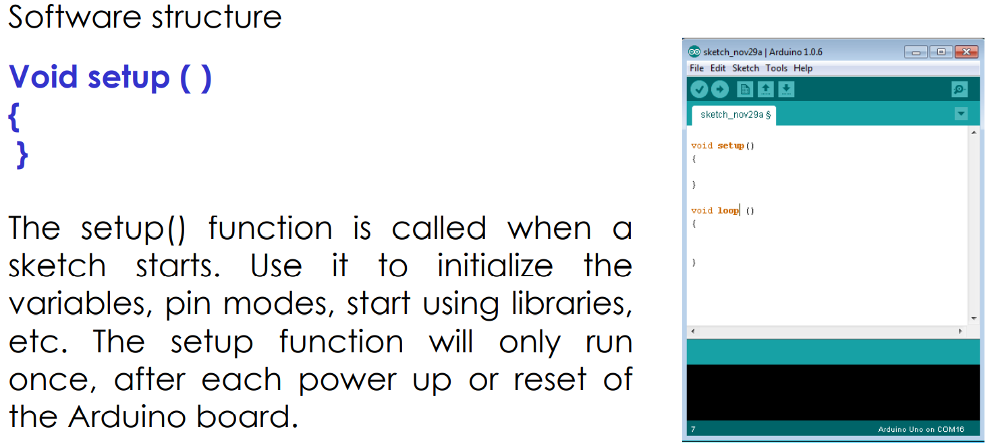 Software structure
Void setup ( )
{
}
The setup() function is called when a
sketch starts. Use it to initialize the
variables, pin modes, start using libraries,
etc. The setup function will only run
once, after each power up or reset of
the Arduino board.
sketch_nov29a | Arduino 1.0.6
File Edit Sketch Tools Help
sketch_nov29a §
void setup()
{
}
void loop ()
{
}
7
Arduino Uno on COM16